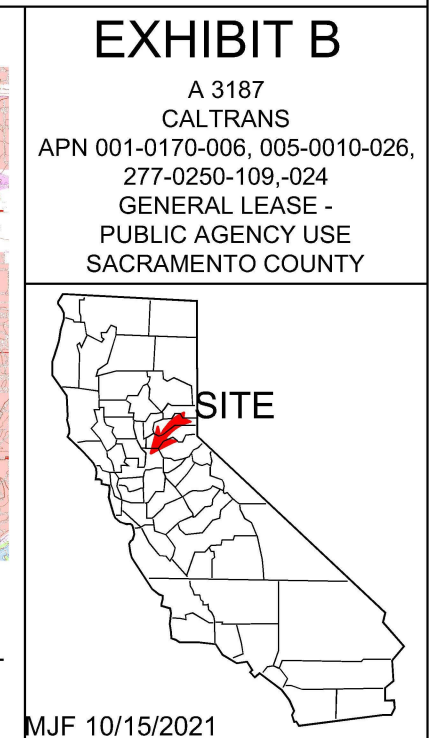 EXHIBIT B
A 3187
CALTRANS
APN 001-0170-006, 005-0010-026,
277-0250-109,-024
GENERAL LEASE -
PUBLIC AGENCY USE
SACRAMENTO COUNTY
SITE
MJF 10/15/2021